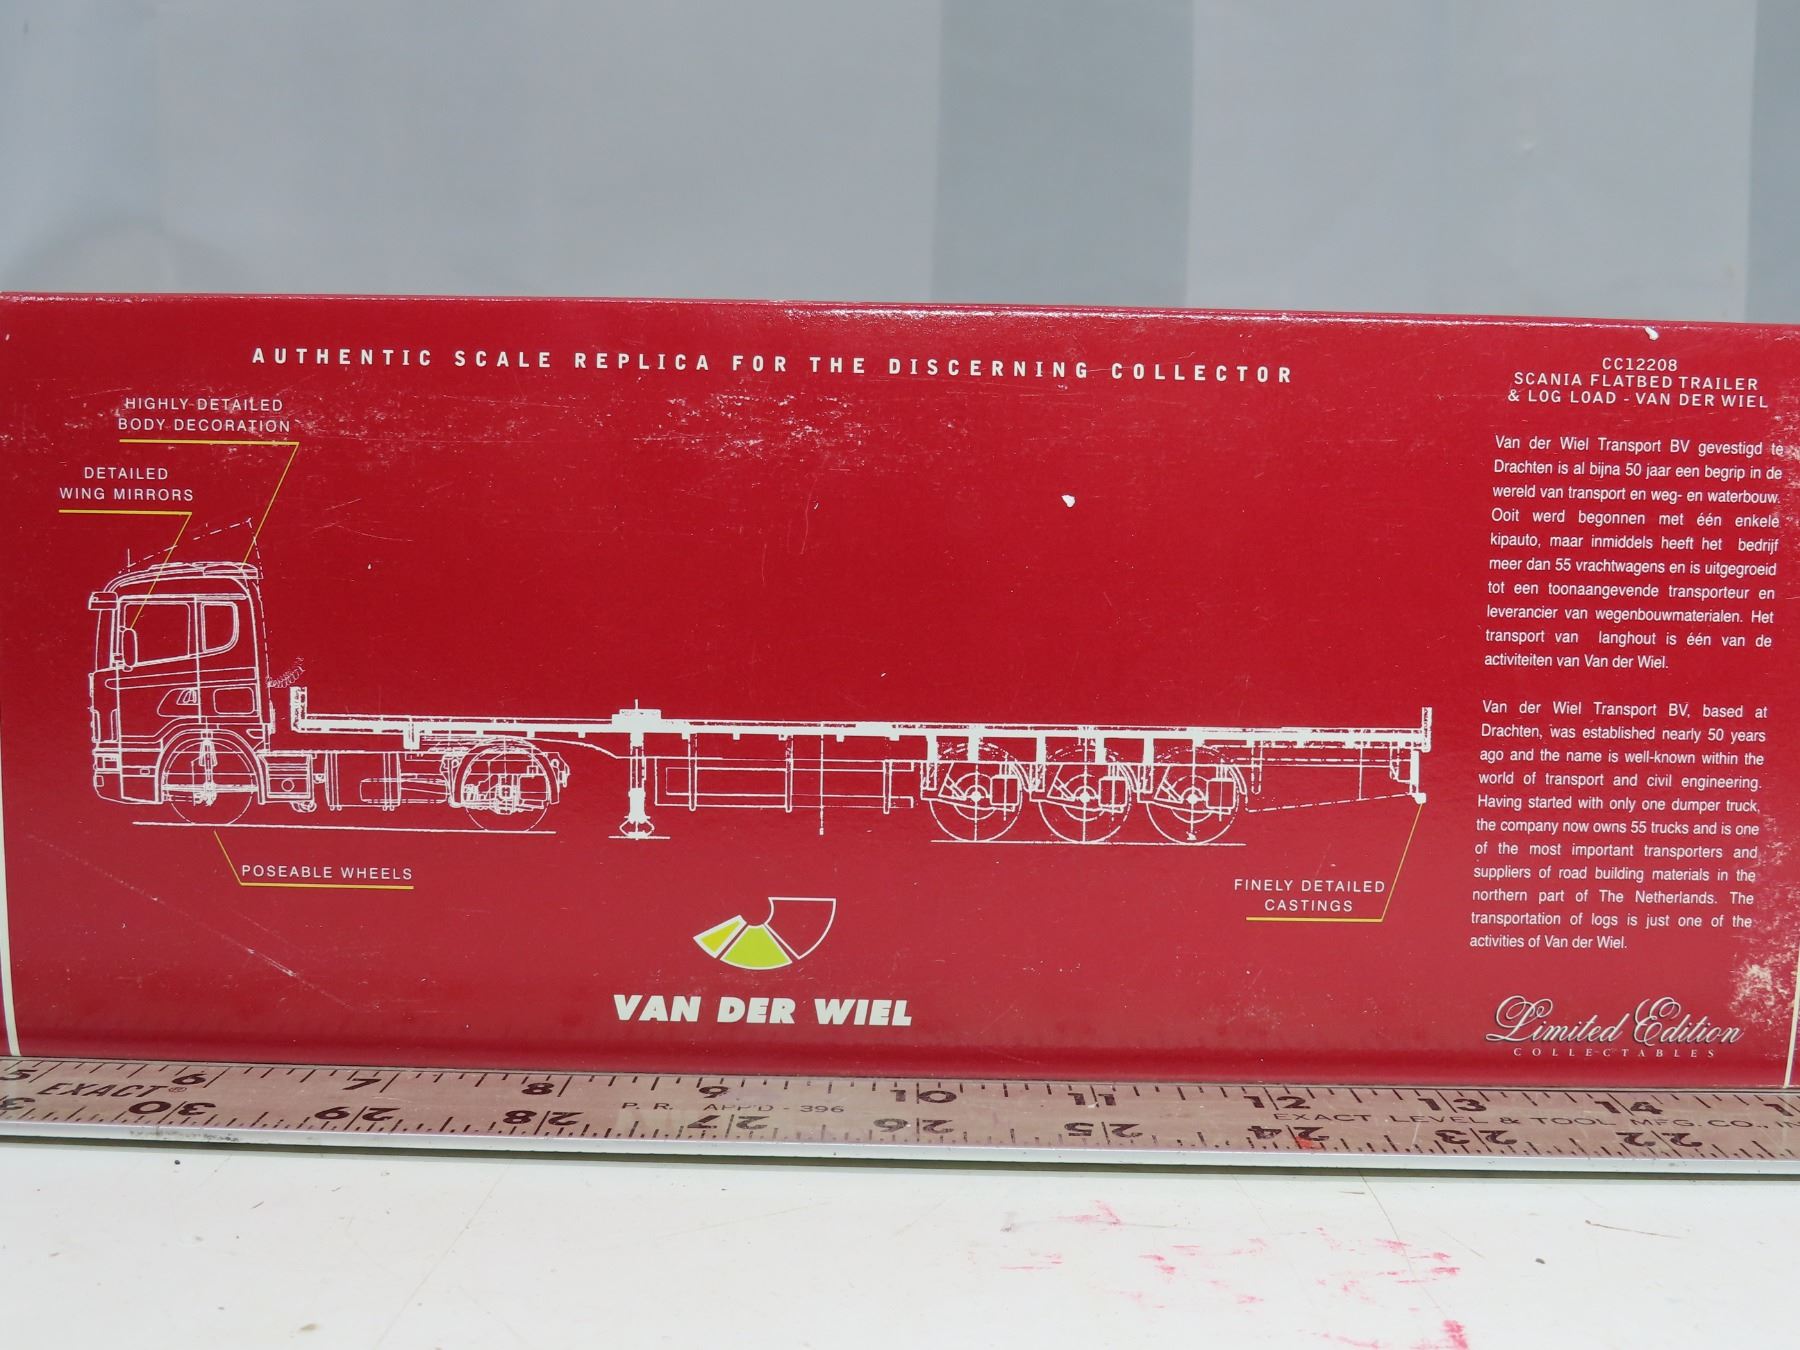 AUTHENTIC SCALE REPLICA FOR THE DISCERNING COLLECTOR
HIGHLY-DETAILED
BODY DECORATION
DETAILED
WING MIRRORS
POSEABLE WHEELS
FINELY DETAILED
CASTINGS
VAN DER WIEL
CC12208
SCANIA FLATBED TRAILER
& LOG LOAD - VAN DER WIEL
Van der Wiel Transport BV gevestigd te
Drachten is al bijna 50 jaar een begrip in de
wereld van transport en weg- en waterbouw.
Ooit werd begonnen met één enkele
kipauto, maar inmiddels heeft het bedrijf
meer dan 55 vrachtwagens en is uitgegroeid
tot een toonaangevende transporteur en
leverancier van wegenbouwmaterialen. Het
transport van langhout is één van de
activiteiten van Van der Wiel.
Van der Wiel Transport BV, based at
Drachten, was established nearly 50 years
ago and the name is well-known within the
world of transport and civil engineering.
Having started with only one dumper truck,
the company now owns 55 trucks and is one
of the most important transporters and
suppliers of road building materials in the
northern part of The Netherlands. The
transportation of logs is just one of the
activities of Van der Wiel.
Limited Edition
COLLECTABLES
5 6 7 8 9 10 11 12 13 14
EXACT® P. R. APP'D - 396 EXACT LEVEL & TOOL MFG. CO., IN
30 29 28 27 26 25 24 23 22